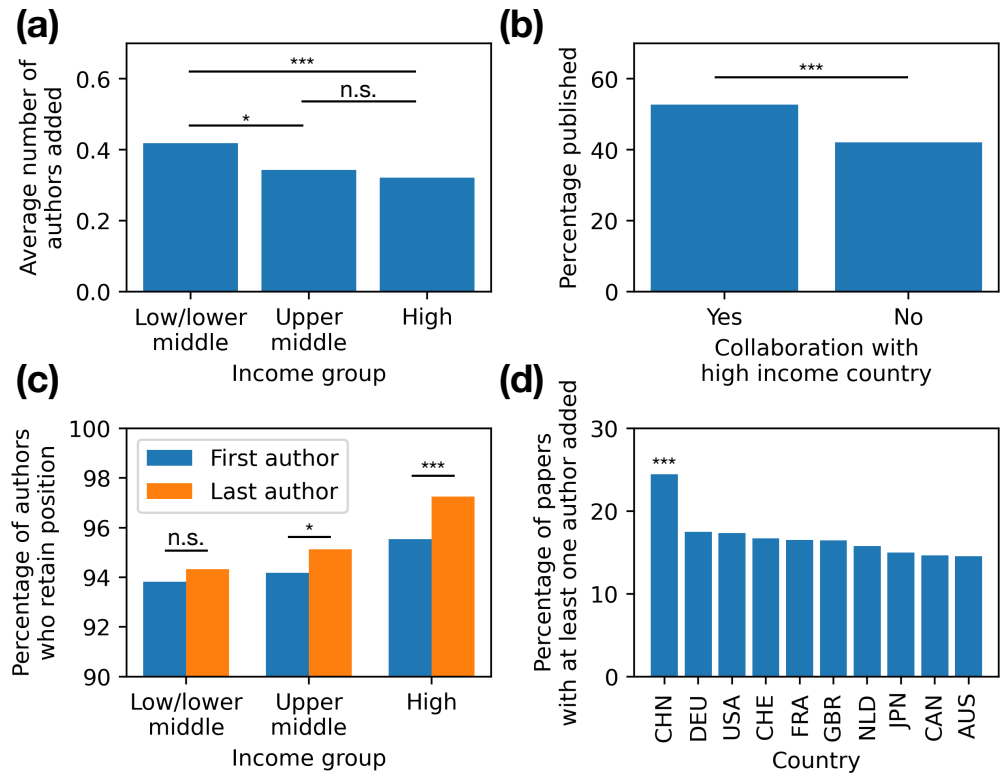 (a)
Average number of
authors added
0.6
0.4
0.2
0.0
***
n.s.
*
Low/lower
middle
Upper
middle
High
Income group
(b)
Percentage published
60
40
20
0
***
Yes
No
Collaboration with
high income country
(c)
Percentage of authors
who retain position
100
98
96
94
92
90
First author
Last author
n.s.
*
***
Low/lower
middle
Upper
middle
High
Income group
(d)
Percentage of papers
with at least one author added
30
20
10
0
***
CHN
DEU
USA
CHE
FRA
GBR
NLD
JPN
CAN
AUS
Country